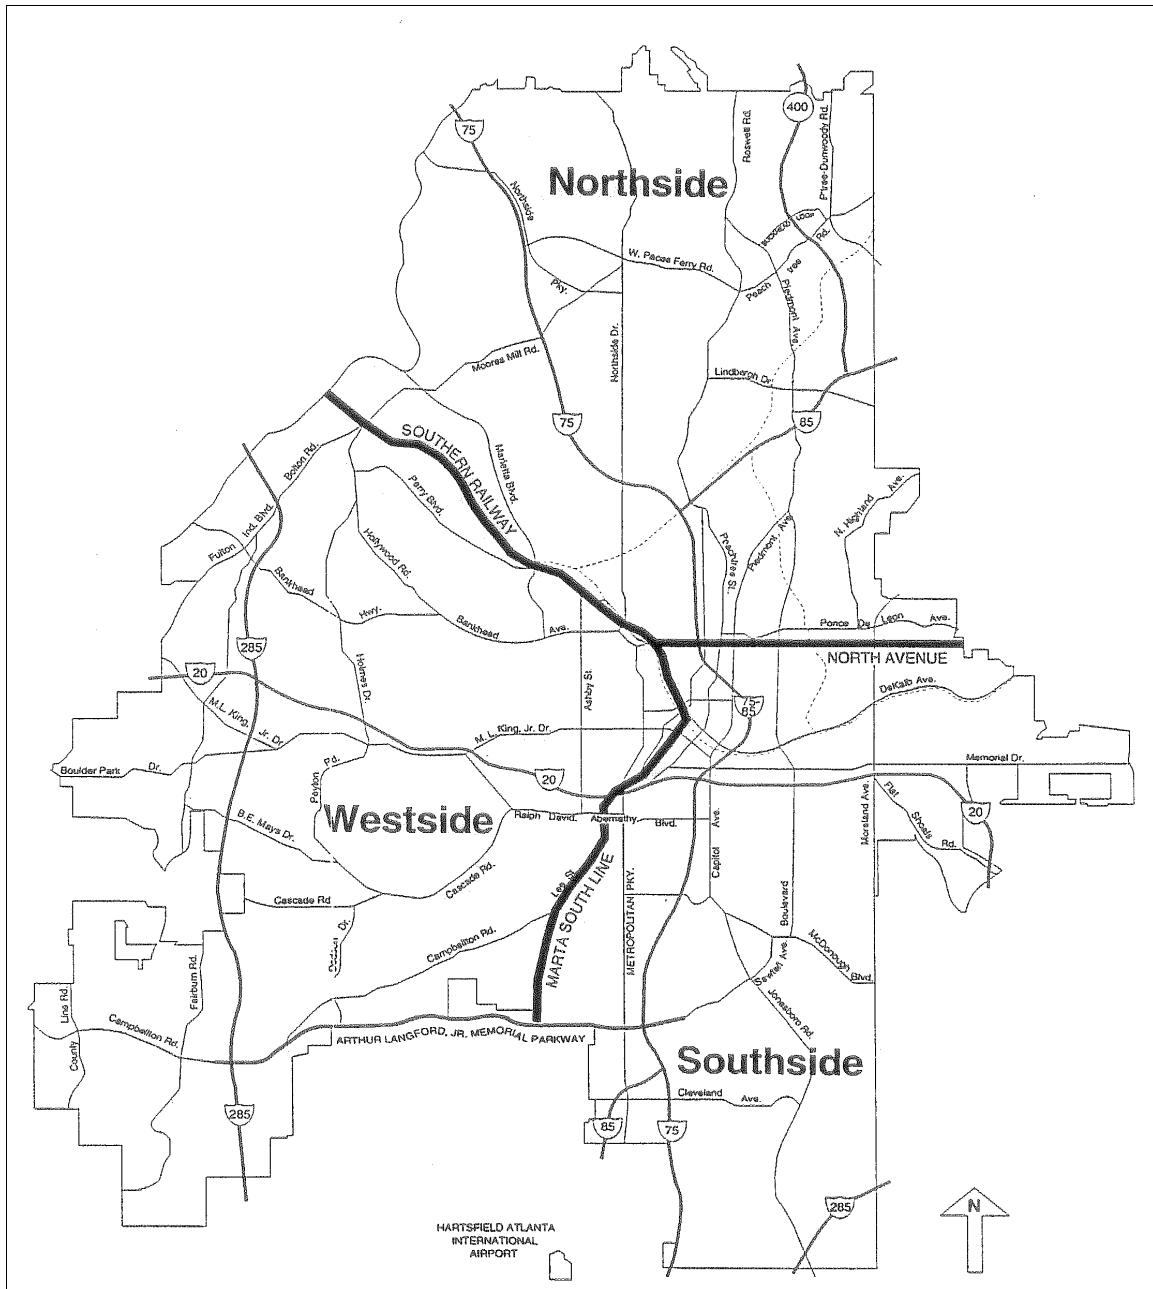 400
75
Roswell Rd.
P'tree-Dunwoody Rd.
Northside
Northside
Rd.
W. Paces Ferry Rd.
Peach tree
Pky.
Piedmont Ave.
Northside Dr.
Moores Mill Rd.
Lindbergh Dr.
75
85
SOUTHERN RAILWAY
Marietta Blvd.
Bolton Rd.
Perry Blvd.
N. Highland Ave.
Fulton Ind. Blvd.
Hollywood Rd.
Peachtree St.
Piedmont Ave.
Bankhead
Hwy.
Bankhead Ave.
Ponce De Leon Ave.
285
NORTH AVENUE
20
Holmes Dr.
Ashby St.
DeKalb Ave.
M.L. King, Jr. Dr.
75-
85
M. L. King, Jr. Dr.
Boulder Park Dr.
Peyton Rd.
Memorial Dr.
20
Flat Shoals Rd.
20
Westside
B.E. Mays Dr.
Ralph David Abernathy Blvd.
Capitol Ave.
Moreland Ave.
Cascade Rd.
Cascade Rd
Lee St.
MARTA SOUTH LINE
METROPOLITAN PKY.
Boulevard
Dr.
Campbellton Rd.
McDonough Blvd.
Fairburn Rd.
Jonesboro Rd.
County Line Rd.
Campbellton Rd.
ARTHUR LANGFORD, JR. MEMORIAL PARKWAY
Southside
Cleveland Ave.
285
85
75
285
N
HARTSFIELD ATLANTA
INTERNATIONAL
AIRPORT